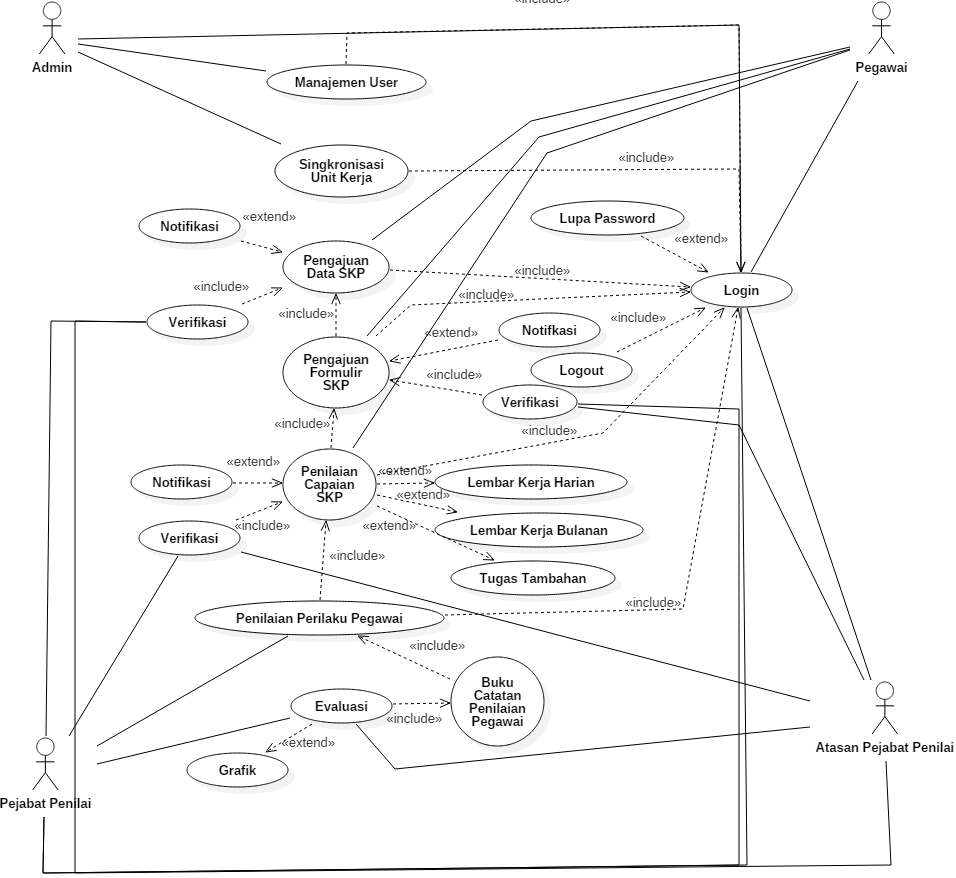 «include»
Admin
Pegawai
Manajemen User
Singkronisasi
Unit Kerja
«include»
Notifikasi
«extend»
Lupa Password
«extend»
Pengajuan
Data SKP
«include»
«include»
Login
«include»
«include»
«include»
Verifikasi
«extend»
Notifkasi
Pengajuan
Formulir
SKP
Logout
«include»
Verifikasi
«include»
«include»
«extend»
Notifikasi
Penilaian
Capaian
SKP
«extend»
Lembar Kerja Harian
«extend»
«include»
«extend»
Lembar Kerja Bulanan
Verifikasi
«include»
Tugas Tambahan
«include»
Penilaian Perilaku Pegawai
«include»
Buku
Catatan
Penilaian
Pegawai
Evaluasi
«include»
«extend»
Atasan Pejabat Penilai
Grafik
Pejabat Penilai